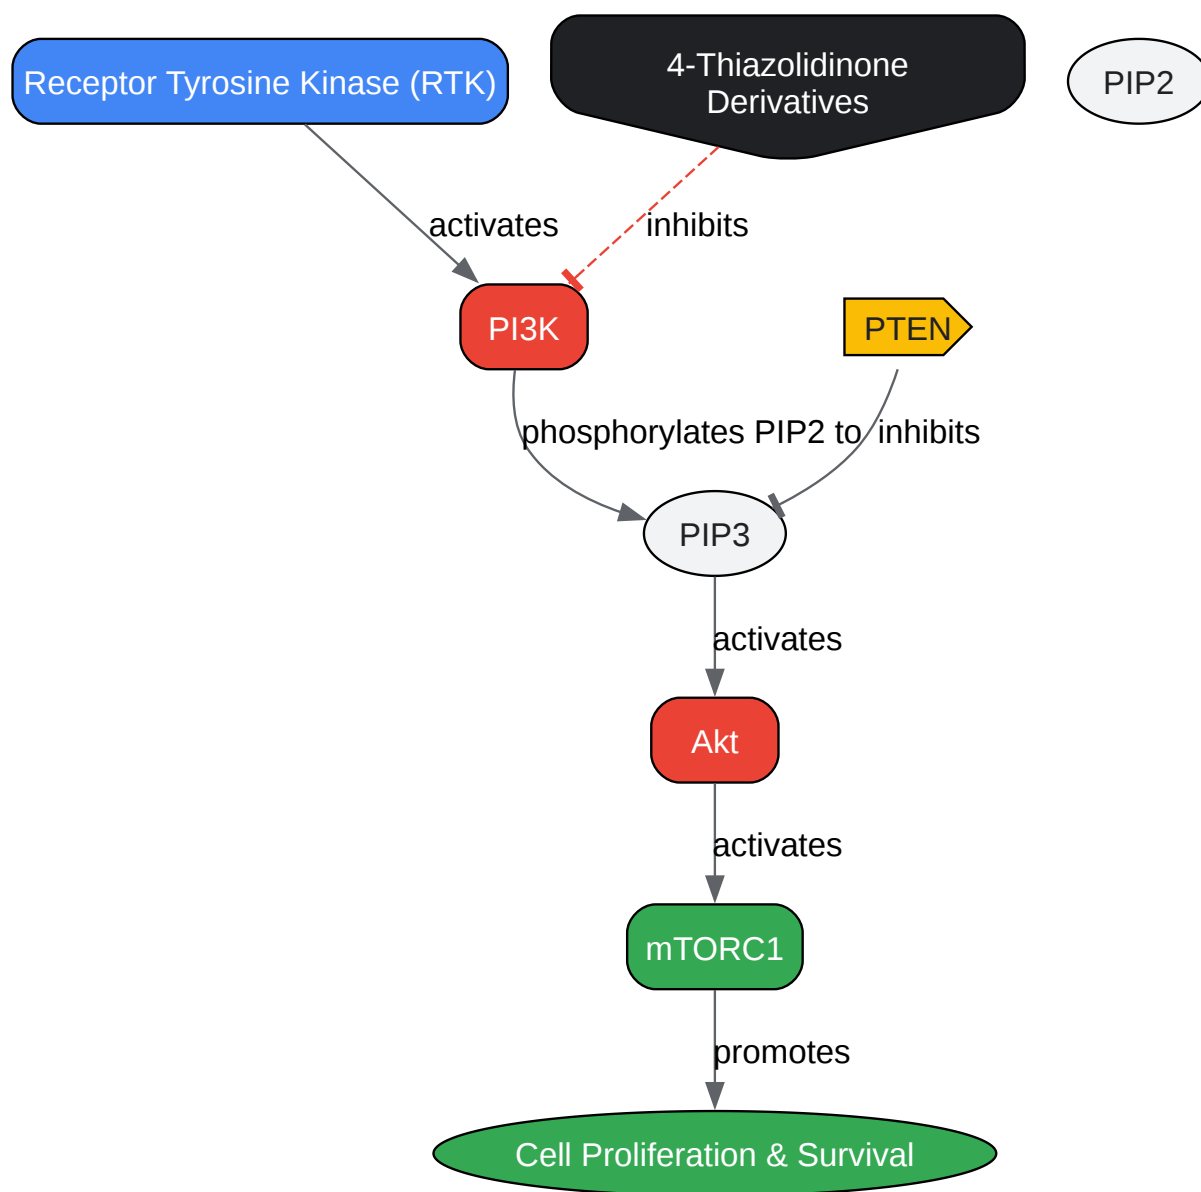 Receptor Tyrosine Kinase (RTK)
4-Thiazolidinone
Derivatives
PIP2
activates
inhibits
PI3K
PTEN
phosphorylates PIP2 to
inhibits
PIP3
activates
Akt
activates
mTORC1
promotes
Cell Proliferation & Survival